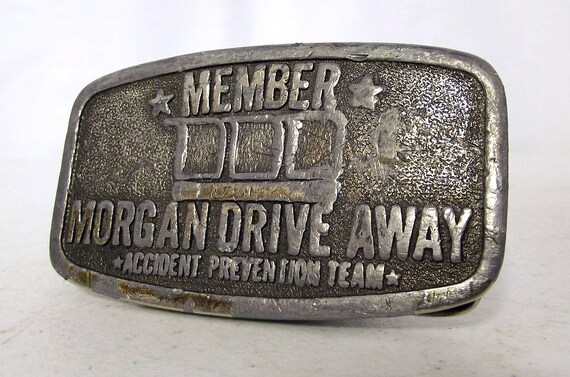 MEMBER
MORGAN DRIVE AWAY
ACCIDENT PREVENTION TEAM